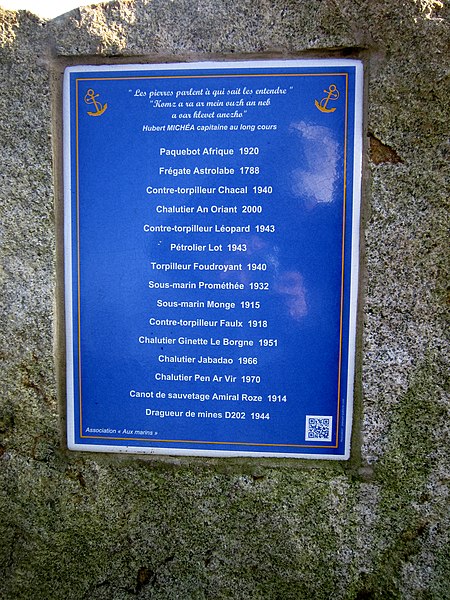 " Les pierres parlent à qui sait les entendre "
"Komz a ra ar mein ouzh an neb
a oar klevet anezho"
Hubert MICHÉA capitaine au long cours
Paquebot Afrique 1920
Frégate Astrolabe 1788
Contre-torpilleur Chacal 1940
Chalutier An Oriant 2000
Contre-torpilleur Léopard 1943
Pétrolier Lot 1943
Torpilleur Foudroyant 1940
Sous-marin Prométhée 1932
Sous-marin Monge 1915
Contre-torpilleur Faulx 1918
Chalutier Ginette Le Borgne 1951
Chalutier Jabadao 1966
Chalutier Pen Ar Vir 1970
Canot de sauvetage Amiral Roze 1914
Dragueur de mines D202 1944
Association « Aux marins »